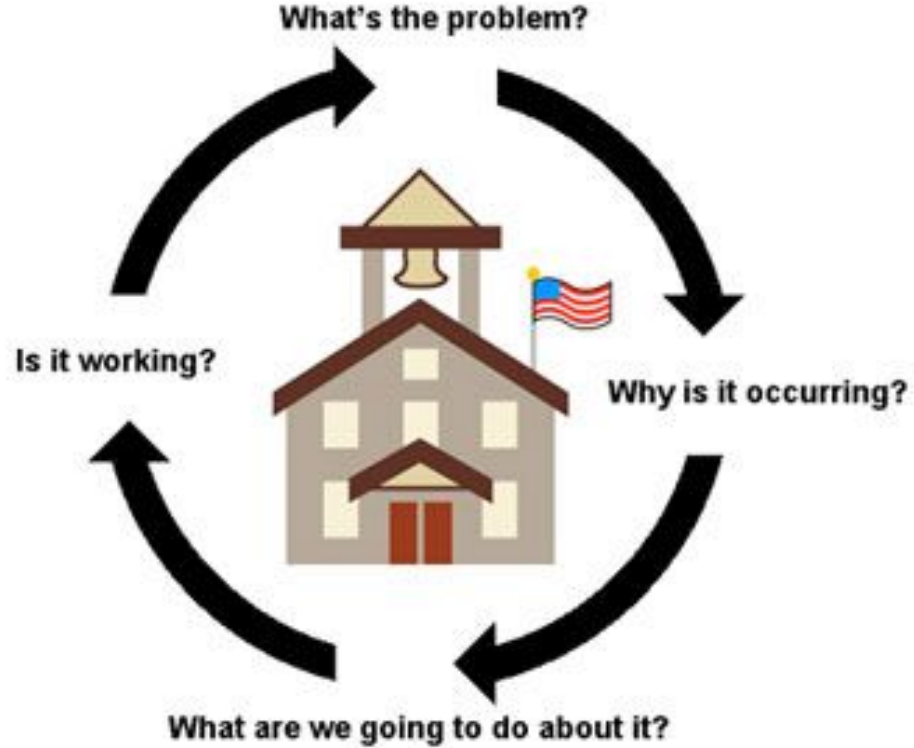 What's the problem?
Why is it occurring?
What are we going to do about it?
Is it working?